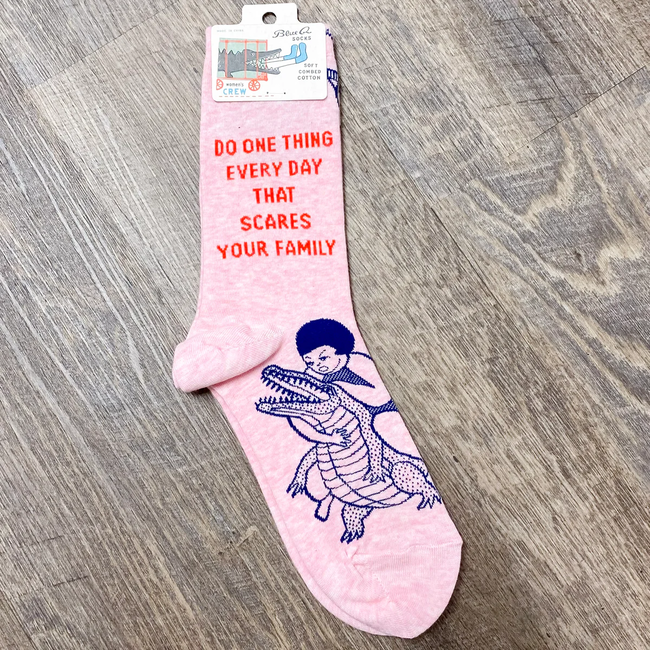 Blue Q
SOCKS
SOFT
COMBED
COTTON
women's
CREW
DO ONE THING
EVERY DAY
THAT
SCARES
YOUR FAMILY